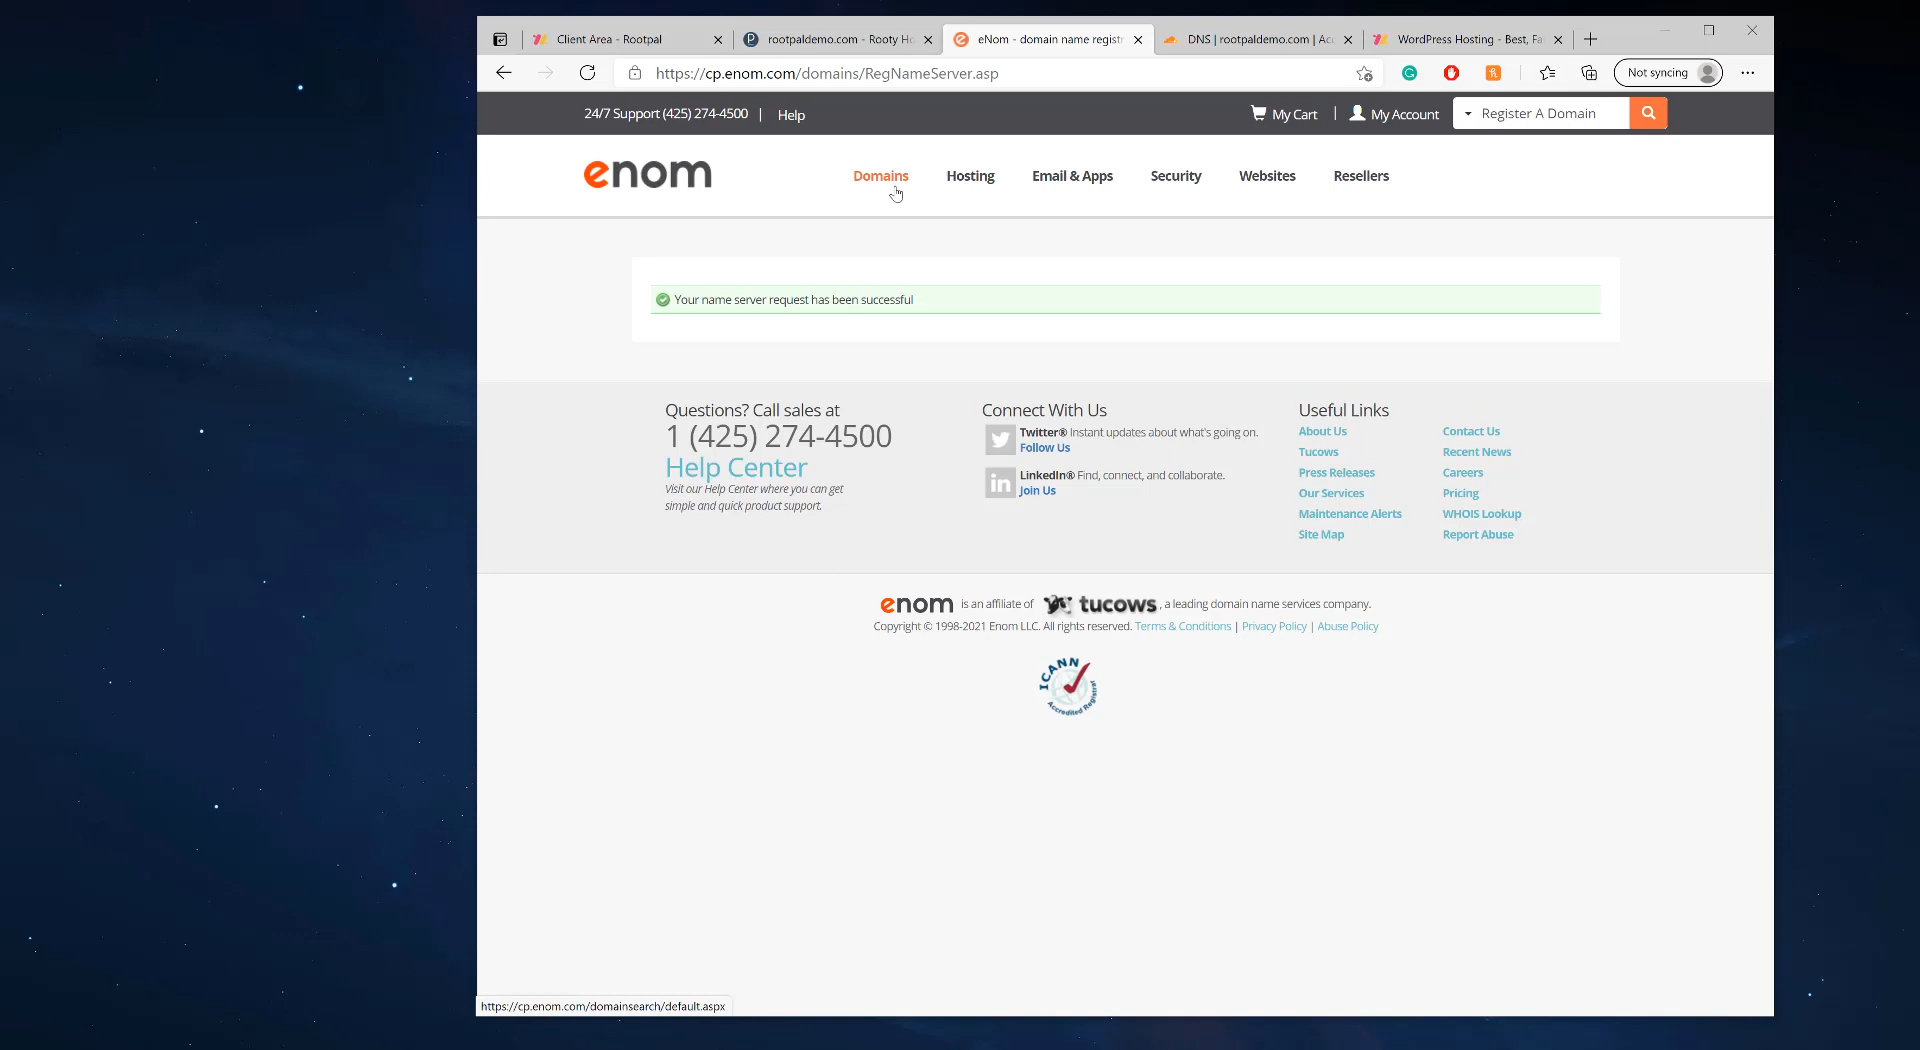 Client Area - Rootpal
rootpaldemo.com - Rooty Ho
eNom - domain name registr
DNS | rootpaldemo.com | Acc
WordPress Hosting - Best, Fa
https://cp.enom.com/domains/RegNameServer.asp
Not syncing
24/7 Support (425) 274-4500 | Help
My Cart | My Account
Register A Domain
enom
Domains
Hosting
Email & Apps
Security
Websites
Resellers
Your name server request has been successful
Questions? Call sales at
1 (425) 274-4500
Help Center
Visit our Help Center where you can get
simple and quick product support.
Connect With Us
Twitter® Instant updates about what's going on.
Follow Us
LinkedIn® Find, connect, and collaborate.
Join Us
Useful Links
About Us
Contact Us
Tucows
Recent News
Press Releases
Careers
Our Services
Pricing
Maintenance Alerts
WHOIS Lookup
Site Map
Report Abuse
enom is an affiliate of tucows, a leading domain name services company.
Copyright © 1998-2021 Enom LLC. All rights reserved. Terms & Conditions | Privacy Policy | Abuse Policy
ICANN
Accredited Registrar
https://cp.enom.com/domainsearch/default.aspx